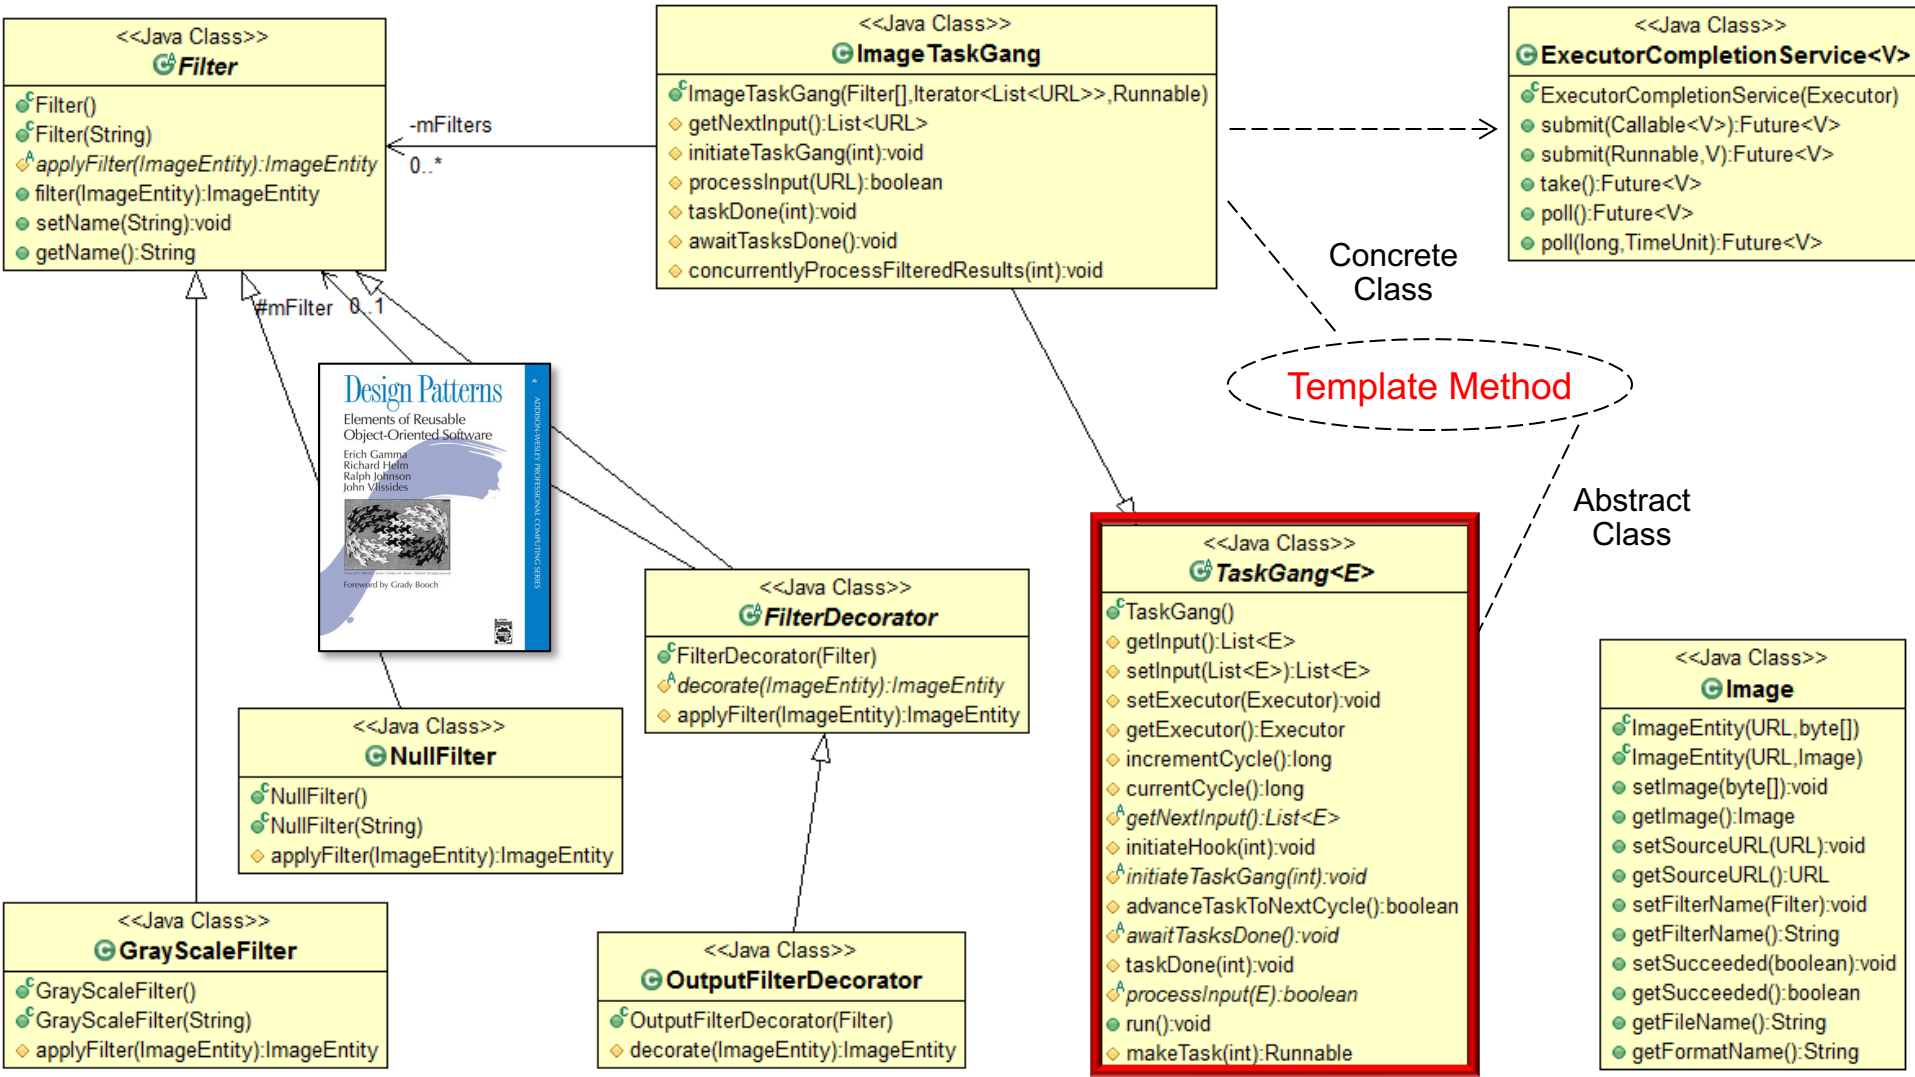 <<Java Class>>
Filter
Filter()
Filter(String)
applyFilter(ImageEntity):ImageEntity
filter(ImageEntity):ImageEntity
setName(String):void
getName():String
-mFilters
0..*
<<Java Class>>
ImageTaskGang
ImageTaskGang(Filter[],Iterator<List<URL>>,Runnable)
getNextInput():List<URL>
initiateTaskGang(int):void
processInput(URL):boolean
taskDone(int):void
awaitTasksDone():void
concurrentlyProcessFilteredResults(int):void
<<Java Class>>
ExecutorCompletionService<V>
ExecutorCompletionService(Executor)
submit(Callable<V>):Future<V>
submit(Runnable,V):Future<V>
take():Future<V>
poll():Future<V>
poll(long,TimeUnit):Future<V>
Concrete
Class
Template Method
Abstract
Class
#mFilter 0..1
Design Patterns
Elements of Reusable
Object-Oriented Software
Erich Gamma
Richard Helm
Ralph Johnson
John Vlissides
Foreword by Grady Booch
ADDISON-WESLEY PROFESSIONAL COMPUTING SERIES
<<Java Class>>
FilterDecorator
FilterDecorator(Filter)
decorate(ImageEntity):ImageEntity
applyFilter(ImageEntity):ImageEntity
<<Java Class>>
TaskGang<E>
TaskGang()
getInput():List<E>
setInput(List<E>):List<E>
setExecutor(Executor):void
getExecutor():Executor
incrementCycle():long
currentCycle():long
getNextInput():List<E>
initiateHook(int):void
initiateTaskGang(int):void
advanceTaskToNextCycle():boolean
awaitTasksDone():void
taskDone(int):void
processInput(E):boolean
run():void
makeTask(int):Runnable
<<Java Class>>
Image
ImageEntity(URL,byte[])
ImageEntity(URL,Image)
setImage(byte[]):void
getImage():Image
setSourceURL(URL):void
getSourceURL():URL
setFilterName(Filter):void
getFilterName():String
setSucceeded(boolean):void
getSucceeded():boolean
getFileName():String
getFormatName():String
<<Java Class>>
NullFilter
NullFilter()
NullFilter(String)
applyFilter(ImageEntity):ImageEntity
<<Java Class>>
GrayScaleFilter
GrayScaleFilter()
GrayScaleFilter(String)
applyFilter(ImageEntity):ImageEntity
<<Java Class>>
OutputFilterDecorator
OutputFilterDecorator(Filter)
decorate(ImageEntity):ImageEntity